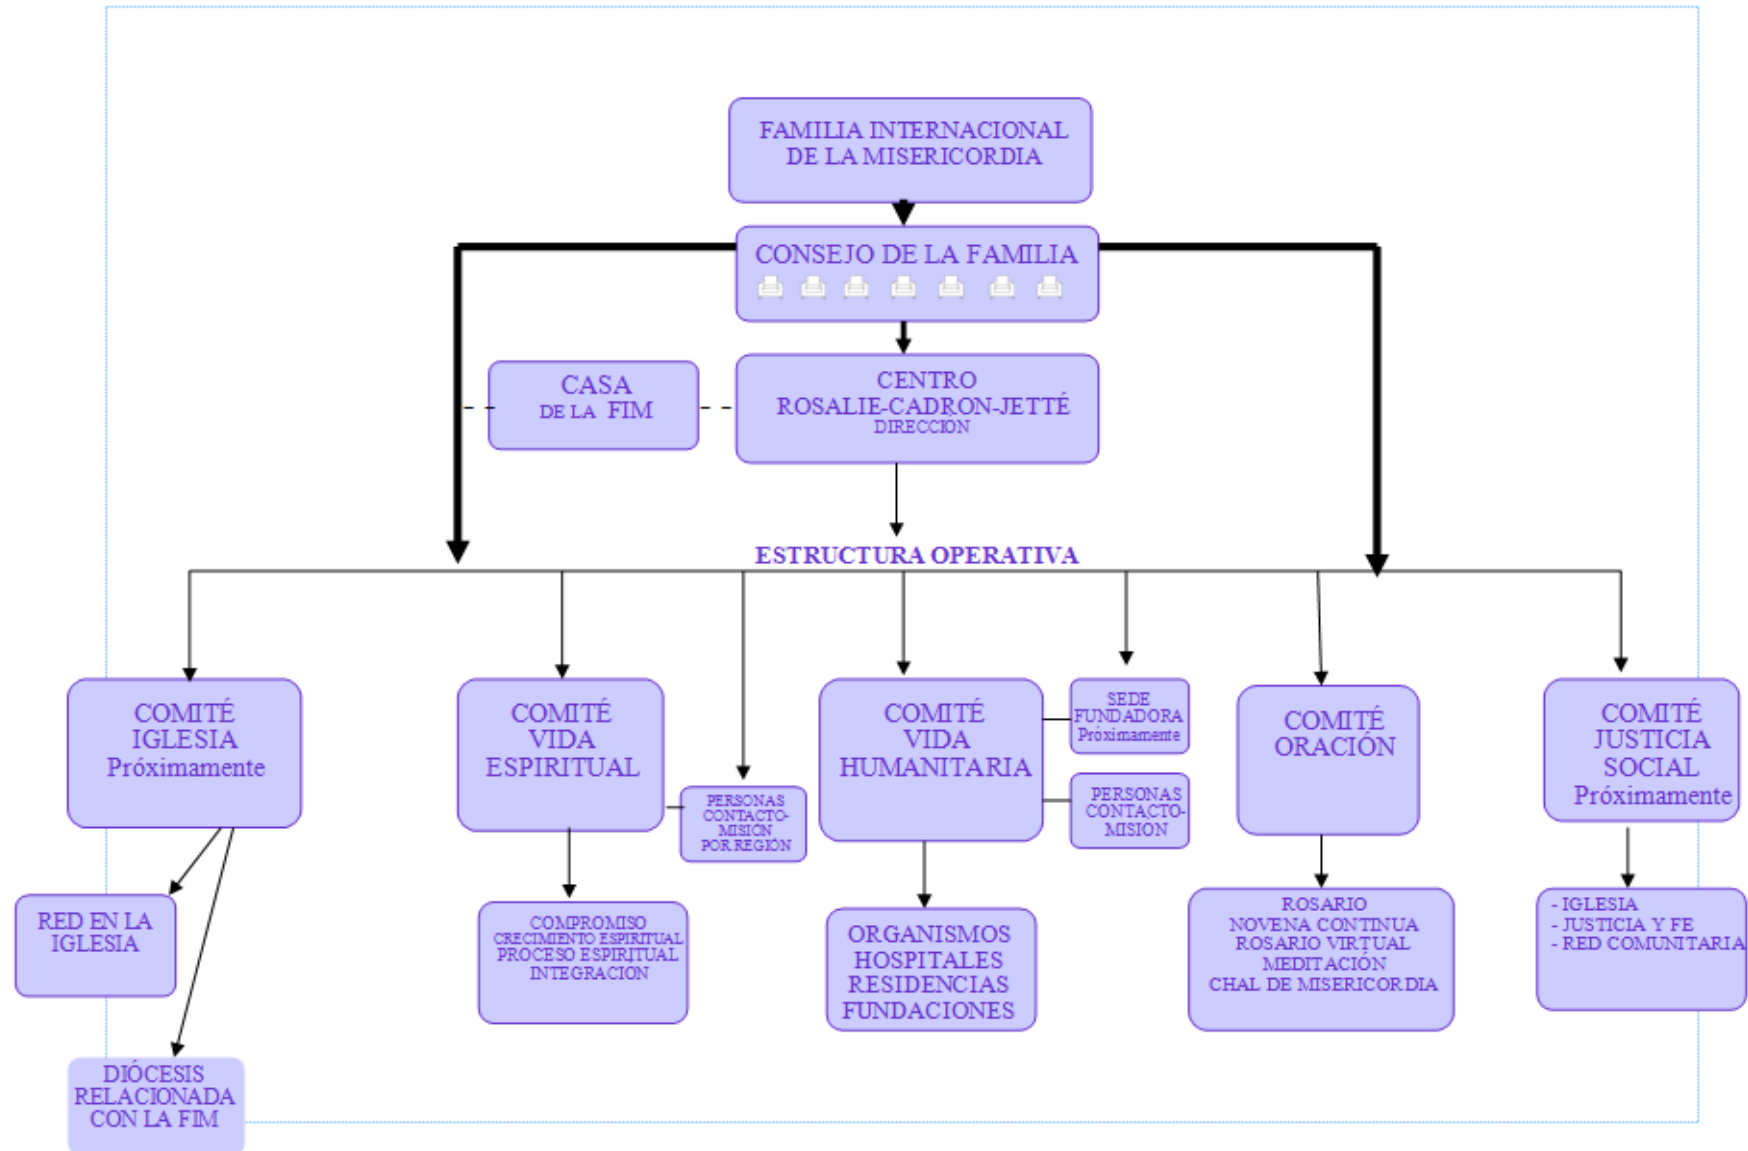 FAMILIA INTERNACIONAL
DE LA MISERICORDIA
CONSEJO DE LA FAMILIA
CASA
DE LA FIM
CENTRO
ROSALIE-CADRON-JETTÉ
DIRECCIÓN
ESTRUCTURA OPERATIVA
COMITÉ
IGLESIA
Próximamente
COMITÉ
VIDA
ESPIRITUAL
PERSONAS
CONTACTO-
MISIÓN
POR REGIÓN
COMITÉ
VIDA
HUMANITARIA
SEDE
FUNDADORA
Próximamente
PERSONAS
CONTACTO-
MISIÓN
COMITÉ
ORACIÓN
COMITÉ
JUSTICIA
SOCIAL
Próximamente
RED EN LA
IGLESIA
DIÓCESIS
RELACIONADA
CON LA FIM
COMPROMISO
CRECIMIENTO ESPIRITUAL
PROCESO ESPIRITUAL
INTEGRACIÓN
ORGANISMOS
HOSPITALES
RESIDENCIAS
FUNDACIONES
ROSARIO
NOVENA CONTINUA
ROSARIO VIRTUAL
MEDITACIÓN
CHAL DE MISERICORDIA
- IGLESIA
- JUSTICIA Y FE
- RED COMUNITARIA